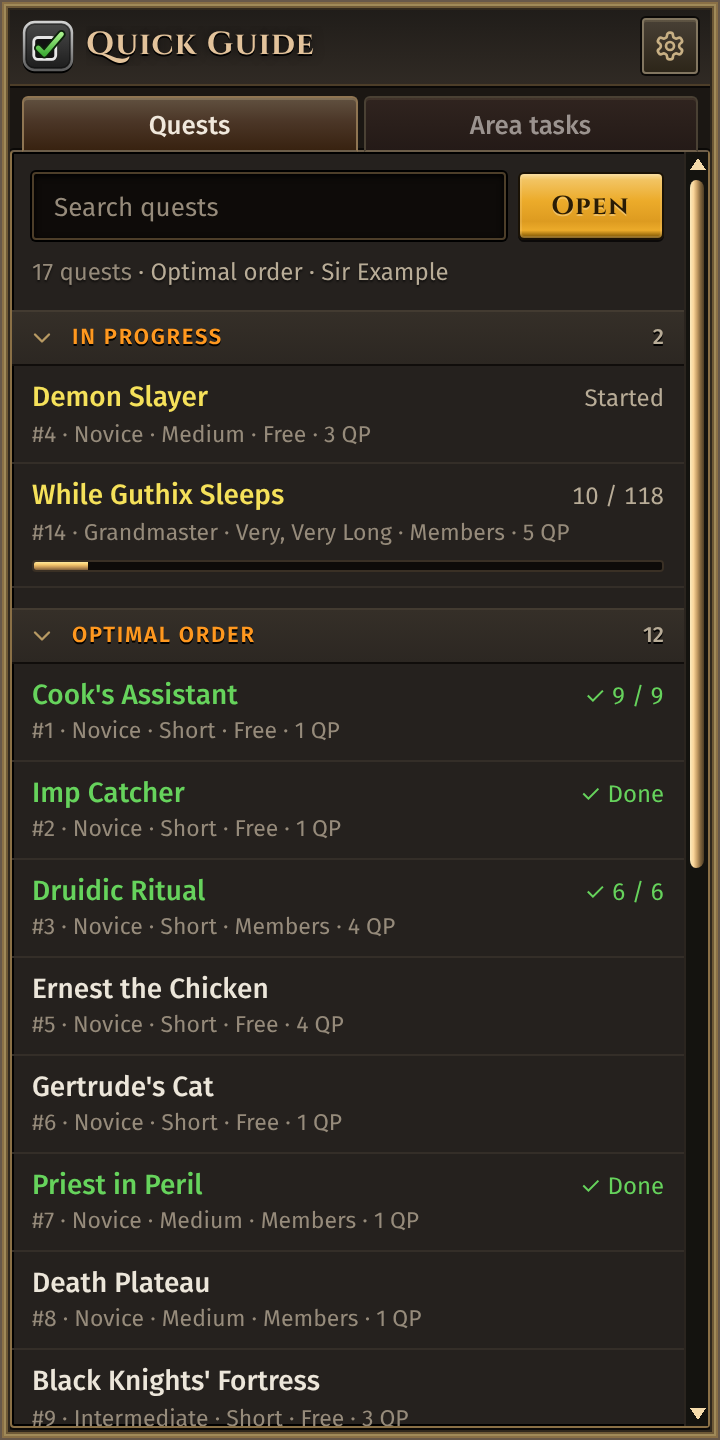 Quick Guide
Quests
Area tasks
Search quests
Open
17 quests · Optimal order · Sir Example
IN PROGRESS 2
Demon Slayer Started
#4 · Novice · Medium · Free · 3 QP
While Guthix Sleeps 10 / 118
#14 · Grandmaster · Very, Very Long · Members · 5 QP
OPTIMAL ORDER 12
Cook's Assistant ✓ 9 / 9
#1 · Novice · Short · Free · 1 QP
Imp Catcher ✓ Done
#2 · Novice · Short · Free · 1 QP
Druidic Ritual ✓ 6 / 6
#3 · Novice · Short · Members · 4 QP
Ernest the Chicken
#5 · Novice · Short · Free · 4 QP
Gertrude's Cat
#6 · Novice · Short · Free · 1 QP
Priest in Peril ✓ Done
#7 · Novice · Medium · Members · 1 QP
Death Plateau
#8 · Novice · Medium · Members · 1 QP
Black Knights' Fortress
#9 · Intermediate · Short · Free · 3 QP